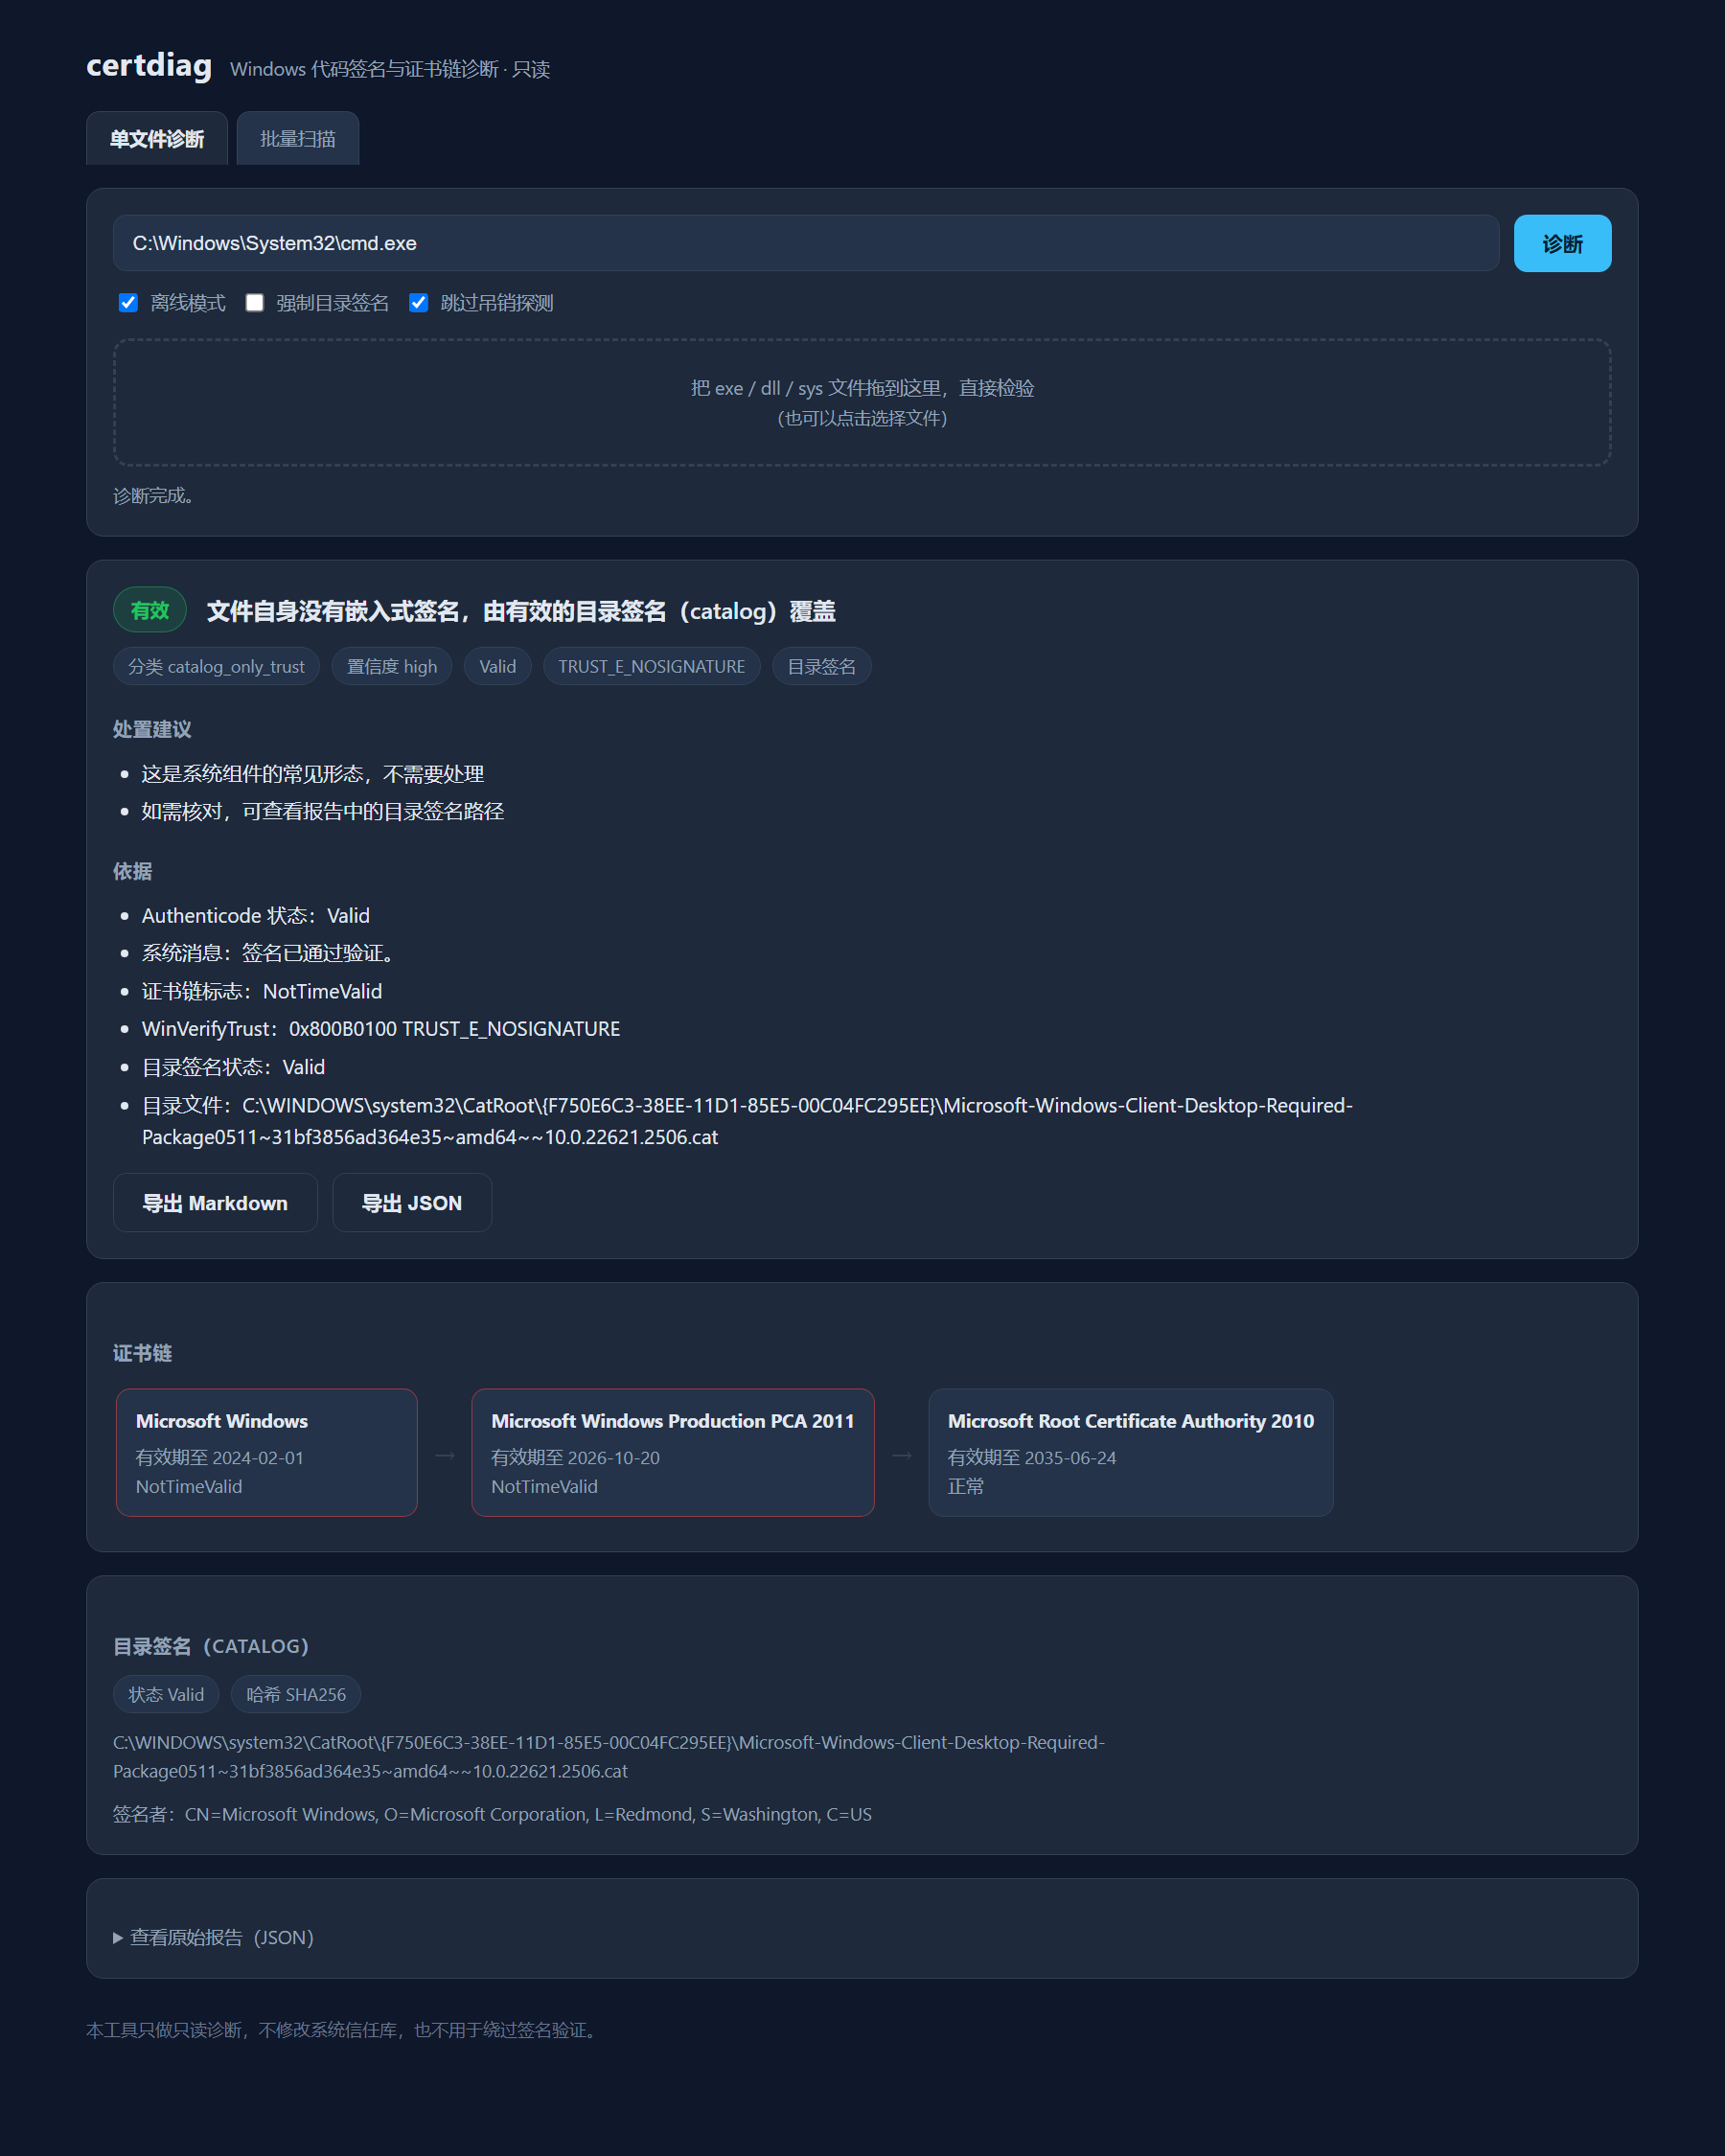 certdiag Windows 代码签名与证书链诊断 · 只读
单文件诊断 批量扫描
C:\Windows\System32\cmd.exe 诊断
离线模式 强制目录签名 跳过吊销探测
把 exe / dll / sys 文件拖到这里，直接检验
（也可以点击选择文件）
诊断完成。
有效 文件自身没有嵌入式签名，由有效的目录签名（catalog）覆盖
分类 catalog_only_trust 置信度 high Valid TRUST_E_NOSIGNATURE 目录签名
处置建议
这是系统组件的常见形态，不需要处理
如需核对，可查看报告中的目录签名路径
依据
Authenticode 状态：Valid
系统消息：签名已通过验证。
证书链标志：NotTimeValid
WinVerifyTrust：0x800B0100 TRUST_E_NOSIGNATURE
目录签名状态：Valid
目录文件：C:\WINDOWS\system32\CatRoot\{F750E6C3-38EE-11D1-85E5-00C04FC295EE}\Microsoft-Windows-Client-Desktop-Required-
Package0511~31bf3856ad364e35~amd64~~10.0.22621.2506.cat
导出 Markdown 导出 JSON
证书链
Microsoft Windows
有效期至 2024-02-01
NotTimeValid
→
Microsoft Windows Production PCA 2011
有效期至 2026-10-20
NotTimeValid
→
Microsoft Root Certificate Authority 2010
有效期至 2035-06-24
正常
目录签名（CATALOG）
状态 Valid 哈希 SHA256
C:\WINDOWS\system32\CatRoot\{F750E6C3-38EE-11D1-85E5-00C04FC295EE}\Microsoft-Windows-Client-Desktop-Required-
Package0511~31bf3856ad364e35~amd64~~10.0.22621.2506.cat
签名者：CN=Microsoft Windows, O=Microsoft Corporation, L=Redmond, S=Washington, C=US
查看原始报告（JSON）
本工具只做只读诊断，不修改系统信任库，也不用于绕过签名验证。